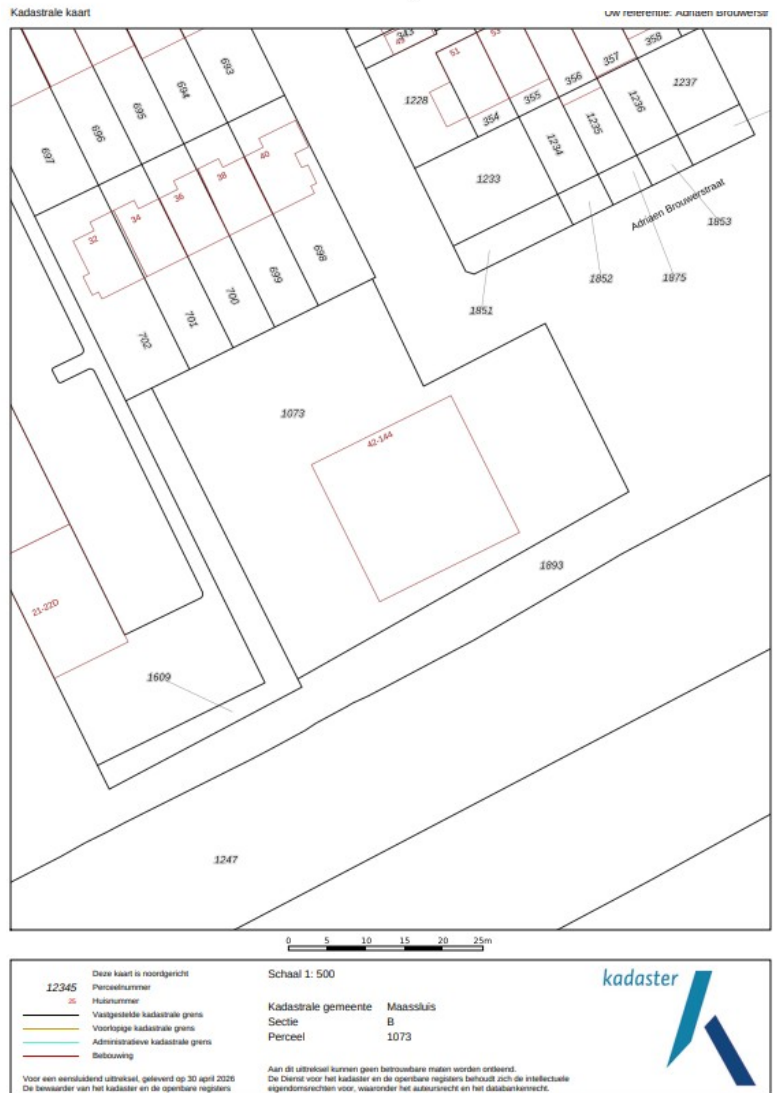 Kadastrale kaart
Uw referentie: Adriaen Brouwerstr
343
49
51
53
358
357
356
355
354
1228
1237
1236
1235
1234
1233
693
694
695
696
697
40
38
36
34
32
Adriaen Brouwerstraat
1853
1852
1875
1851
698
699
700
701
702
1073
42-144
1893
21-22D
1609
1247
0 5 10 15 20 25m
Deze kaart is noordgericht
12345 Perceelnummer
25 Huisnummer
Vastgestelde kadastrale grens
Voorlopige kadastrale grens
Administratieve kadastrale grens
Bebouwing
Voor een eensluidend uittreksel, geleverd op 30 april 2026
De bewaarder van het kadaster en de openbare registers
Schaal 1: 500
Kadastrale gemeente Maassluis
Sectie B
Perceel 1073
Aan dit uittreksel kunnen geen betrouwbare maten worden ontleend.
De Dienst voor het kadaster en de openbare registers behoudt zich de intellectuele
eigendomsrechten voor, waaronder het auteursrecht en het databankenrecht.
kadaster